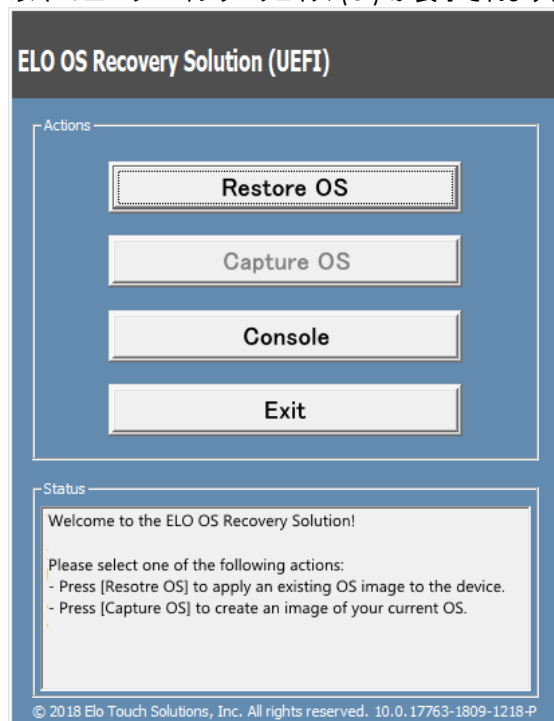 ELO OS Recovery Solution (UEFI)
Actions
Restore OS
Capture OS
Console
Exit
Status
Welcome to the ELO OS Recovery Solution!
Please select one of the following actions:
- Press [Resotre OS] to apply an existing OS image to the device.
- Press [Capture OS] to create an image of your current OS.
© 2018 Elo Touch Solutions, Inc. All rights reserved. 10.0.17763-1809-1218-P